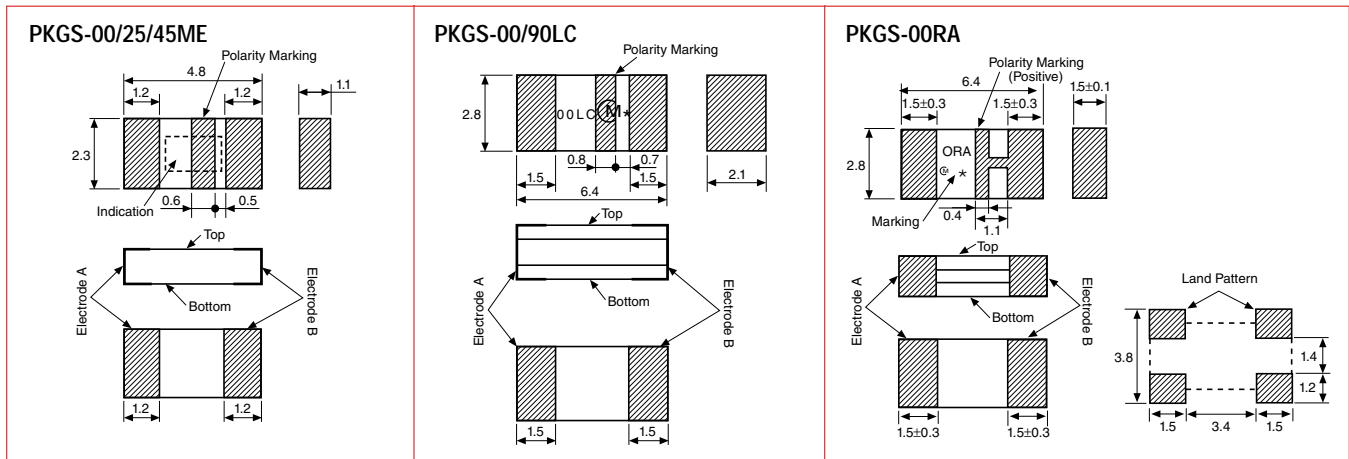 PKGS-00/25/45ME
Polarity Marking
4.8
1.2
1.2
1.1
2.3
Indication
0.6
0.5
Top
Electrode A
Electrode B
Bottom
1.2
1.2
PKGS-00/90LC
Polarity Marking
2.8
00LC M *
0.8
0.7
1.5
1.5
2.1
6.4
Top
Electrode A
Electrode B
Bottom
1.5
1.5
PKGS-00RA
Polarity Marking
(Positive)
6.4
1.5±0.3
1.5±0.3
1.5±0.1
2.8
ORA
M *
Marking
0.4
1.1
Top
Electrode A
Electrode B
Bottom
1.5±0.3
1.5±0.3
Land Pattern
3.8
1.4
1.2
1.5
3.4
1.5